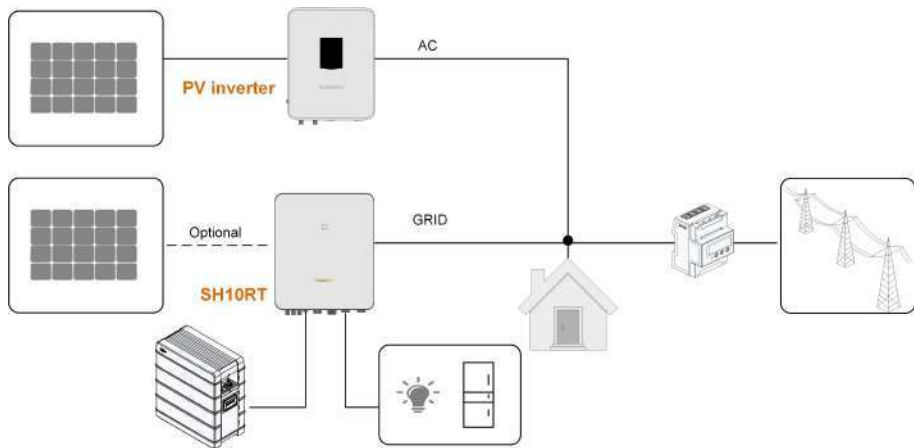 AC
PV inverter
Optional
GRID
SH10RT